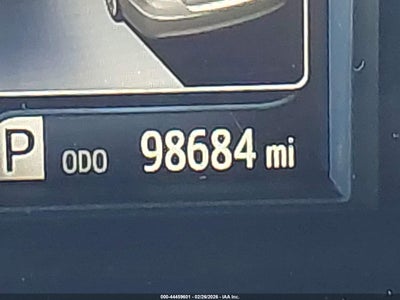 P ODO 98684 mi
000-44459601 - 02/26/2026 - IAA Inc.